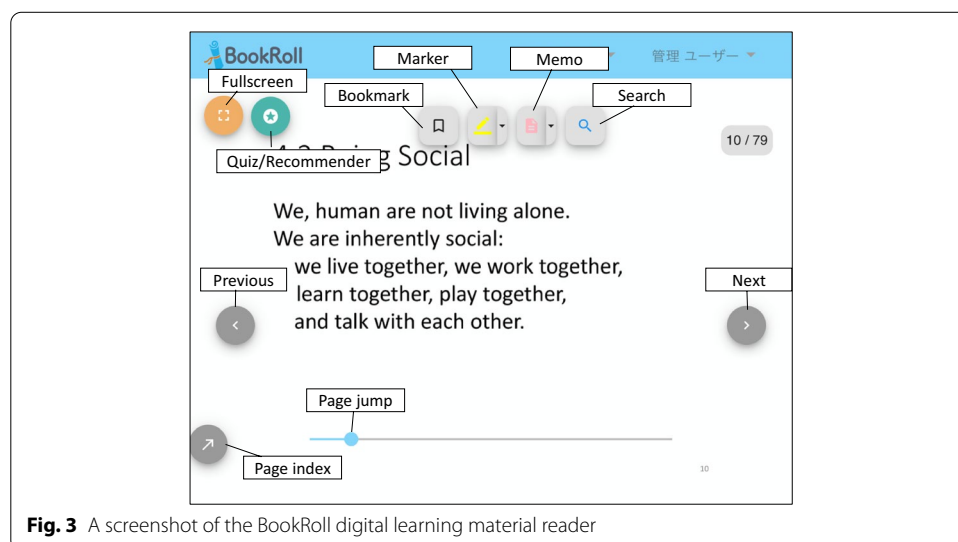 BookRoll
Marker
Memo
管理 ユーザー
Fullscreen
Bookmark
Search
10 / 79
Quiz/Recommender
Social
We, human are not living alone.
We are inherently social:
we live together, we work together,
Previous
Next
learn together, play together,
and talk with each other.
Page jump
Page index
10
Fig. 3 A screenshot of the BookRoll digital learning material reader